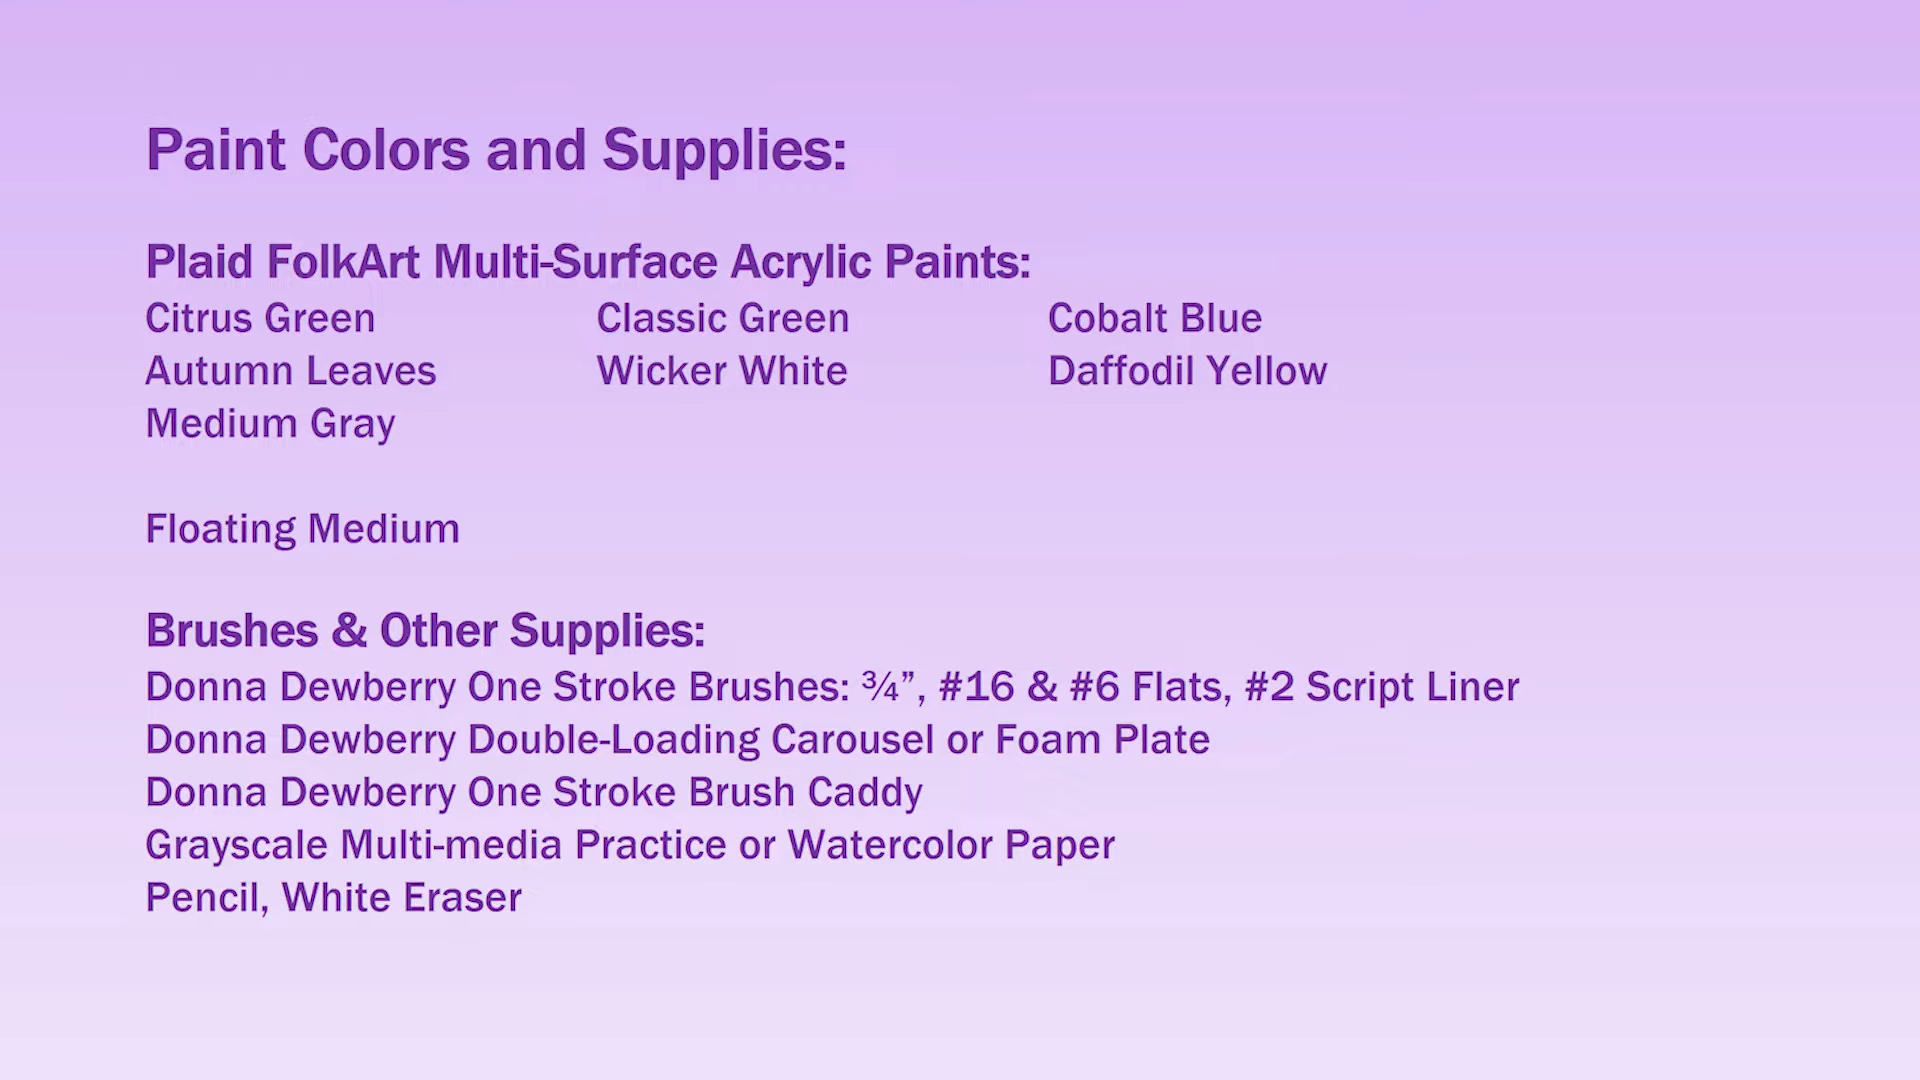 Paint Colors and Supplies:
Plaid FolkArt Multi-Surface Acrylic Paints:
Citrus Green Classic Green Cobalt Blue
Autumn Leaves Wicker White Daffodil Yellow
Medium Gray
Floating Medium
Brushes & Other Supplies:
Donna Dewberry One Stroke Brushes: ¾”, #16 & #6 Flats, #2 Script Liner
Donna Dewberry Double-Loading Carousel or Foam Plate
Donna Dewberry One Stroke Brush Caddy
Grayscale Multi-media Practice or Watercolor Paper
Pencil, White Eraser